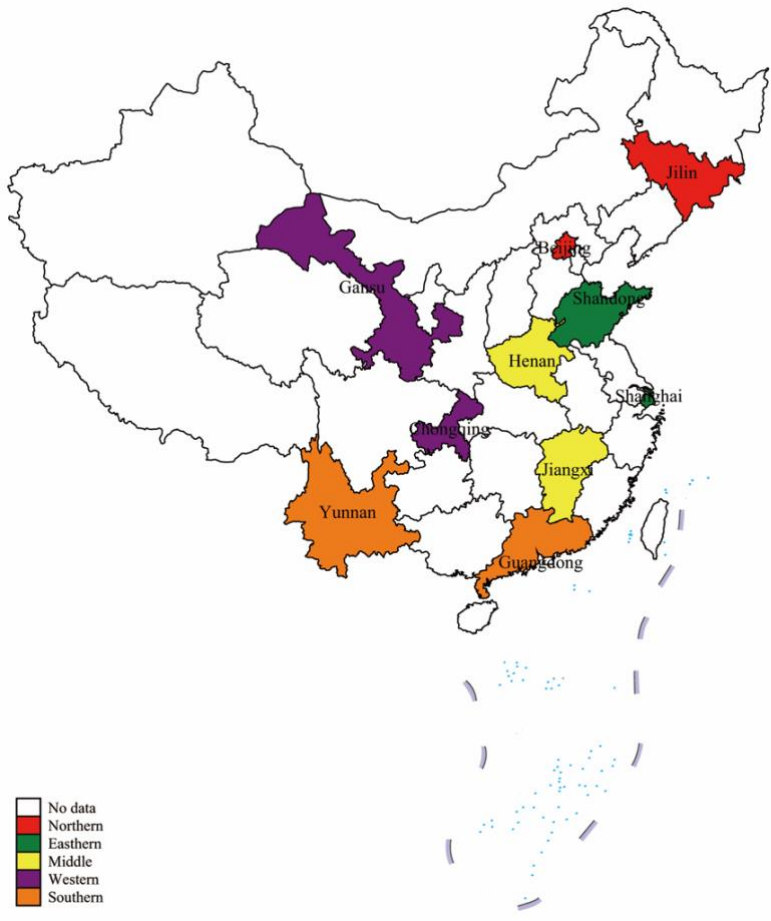 Jilin
Beijing
Gansu
Shandong
Henan
Shanghai
Chongqing
Jiangxi
Yunnan
Guangdong
No data
Northern
Easthern
Middle
Western
Southern